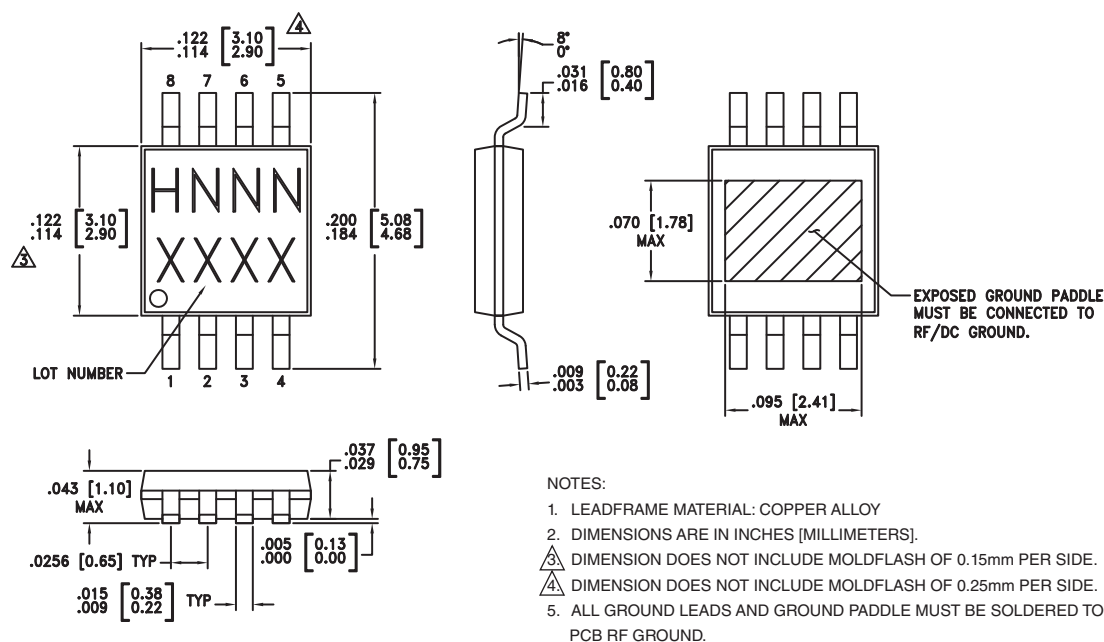 .122 [3.10]
.114 [2.90]
4
8 7 6 5
HNNN
XXXX
.122 [3.10]
.114 [2.90]
3
.200 [5.08]
.184 [4.68]
LOT NUMBER
1 2 3 4
8°
0°
.031 [0.80]
.016 [0.40]
.009 [0.22]
.003 [0.08]
.070 [1.78]
MAX
EXPOSED GROUND PADDLE
MUST BE CONNECTED TO
RF/DC GROUND.
.095 [2.41]
MAX
.037 [0.95]
.029 [0.75]
.043 [1.10]
MAX
.0256 [0.65] TYP
.005 [0.13]
.000 [0.00]
.015 [0.38]
.009 [0.22]
TYP
NOTES:
1. LEADFRAME MATERIAL: COPPER ALLOY
2. DIMENSIONS ARE IN INCHES [MILLIMETERS].
3. DIMENSION DOES NOT INCLUDE MOLDFLASH OF 0.15mm PER SIDE.
4. DIMENSION DOES NOT INCLUDE MOLDFLASH OF 0.25mm PER SIDE.
5. ALL GROUND LEADS AND GROUND PADDLE MUST BE SOLDERED TO
PCB RF GROUND.